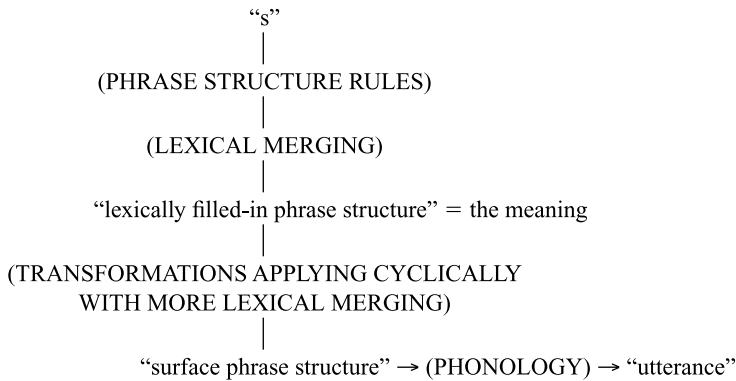 “s”
(PHRASE STRUCTURE RULES)
(LEXICAL MERGING)
“lexically filled-in phrase structure” = the meaning
(TRANSFORMATIONS APPLYING CYCLICALLY
WITH MORE LEXICAL MERGING)
“surface phrase structure” → (PHONOLOGY) → “utterance”